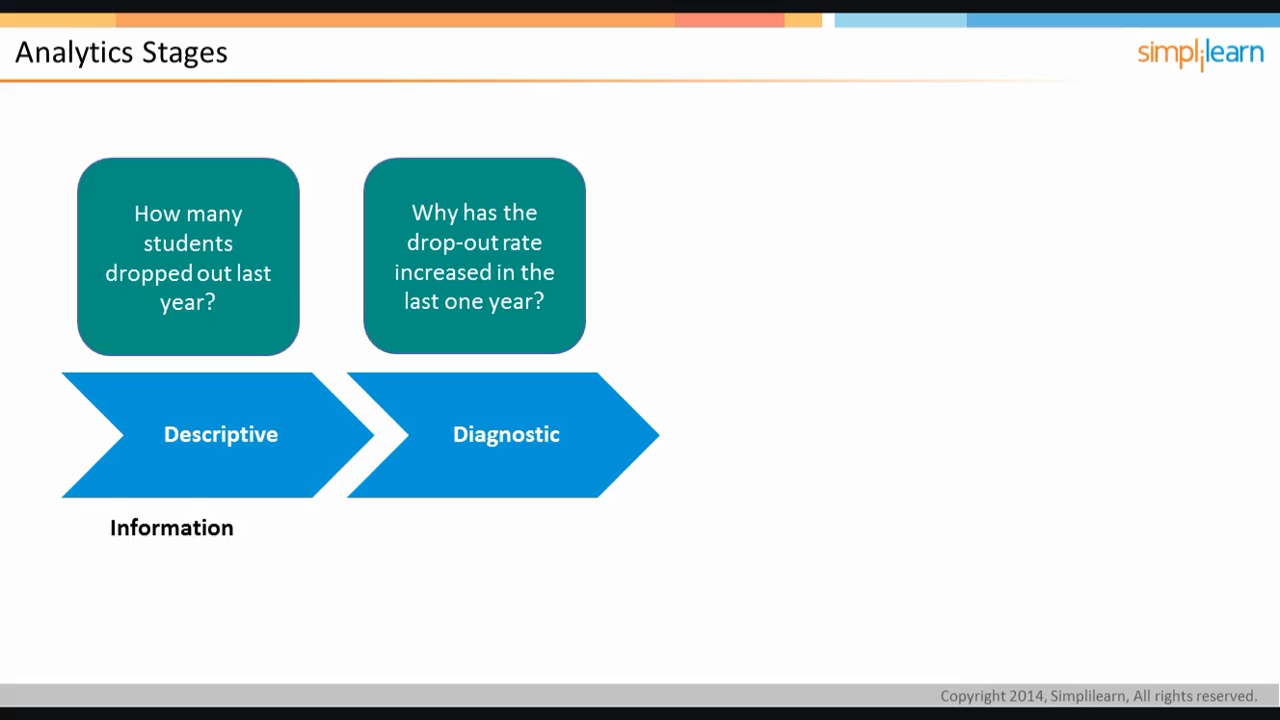 Analytics Stages
simplilearn
How many
students
dropped out last
year?
Why has the
drop-out rate
increased in the
last one year?
Descriptive
Diagnostic
Information
Copyright 2014, Simplilearn, All rights reserved.